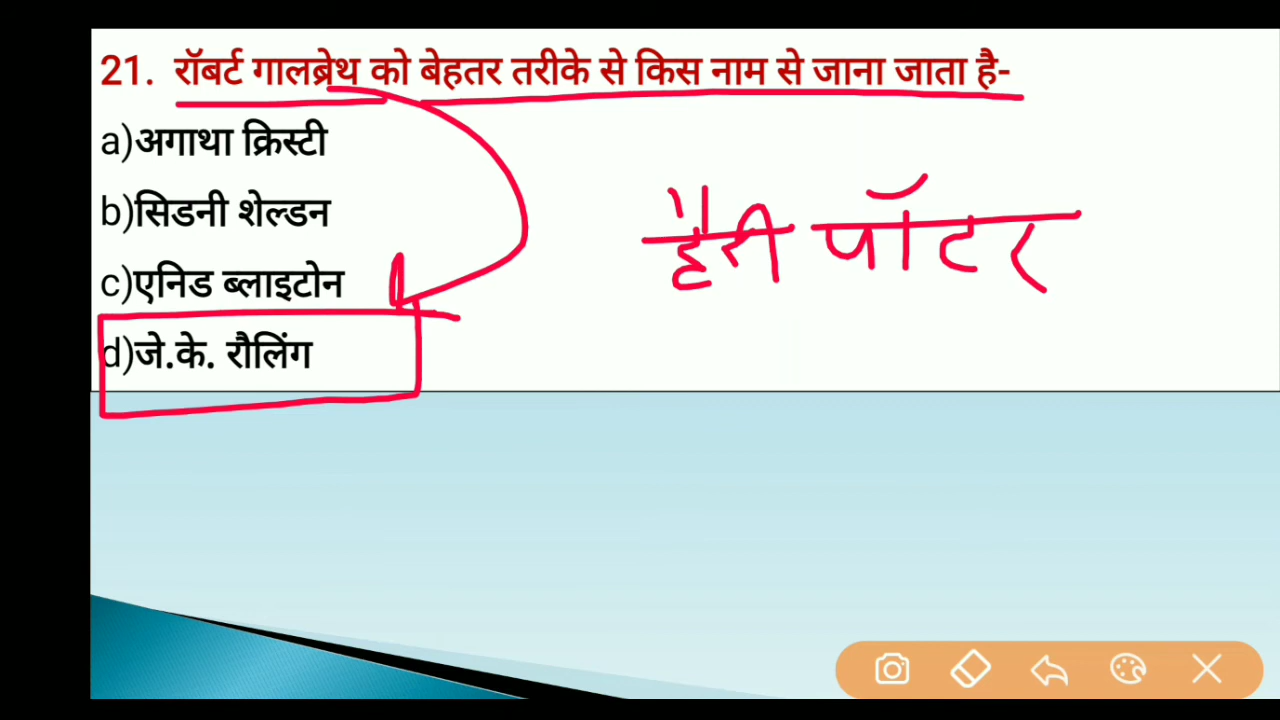 21. रॉबर्ट गालब्रेथ को बेहतर तरीके से किस नाम से जाना जाता है-
a)अगाथा क्रिस्टी
b)सिडनी शेल्डन
c)एनिड ब्लाइटोन
d)जे.के. रौलिंग
हैरी पॉटर